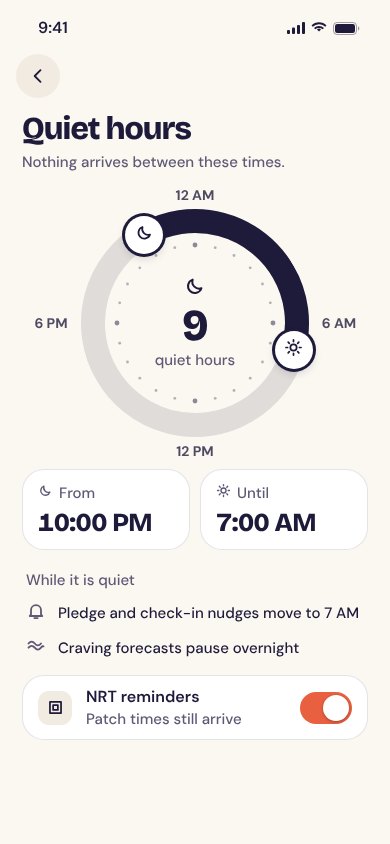 9:41
Quiet hours
Nothing arrives between these times.
12 AM
6 PM
6 AM
9
quiet hours
12 PM
From
10:00 PM
Until
7:00 AM
While it is quiet
Pledge and check-in nudges move to 7 AM
Craving forecasts pause overnight
NRT reminders
Patch times still arrive